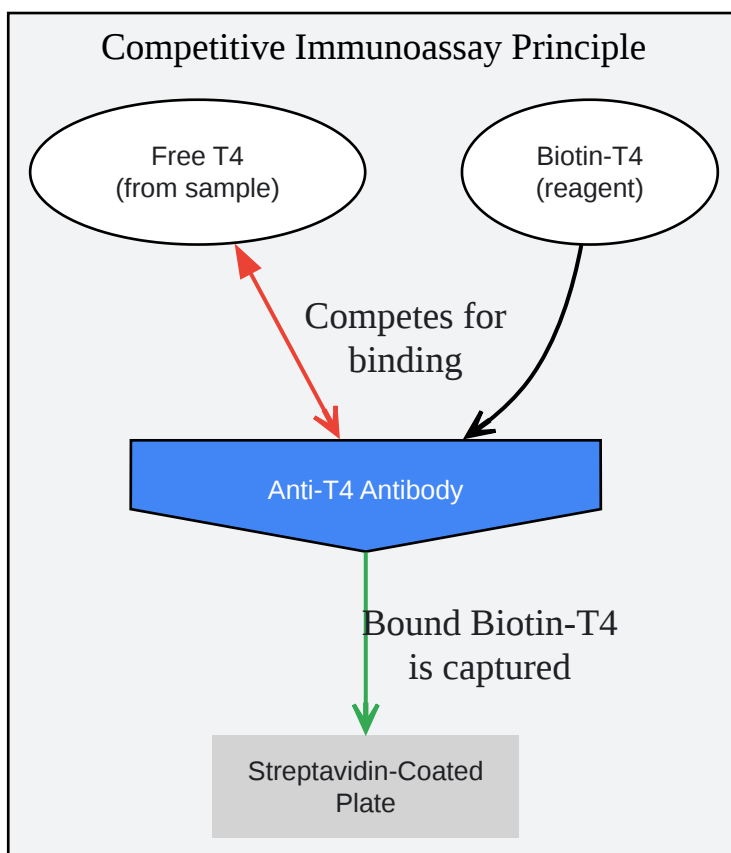 Competitive Immunoassay Principle
Free T4
(from sample)
Biotin-T4
(reagent)
Competes for
binding
Anti-T4 Antibody
Bound Biotin-T4
is captured
Streptavidin-Coated
Plate